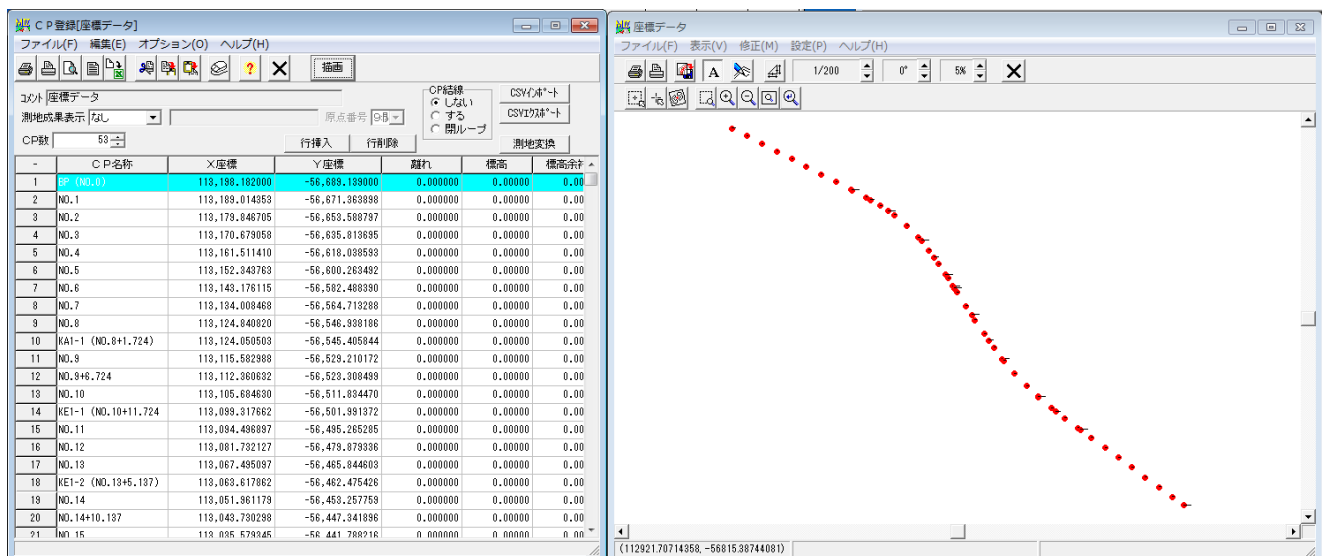 ＣＰ登録[座標データ]
ファイル(F) 編集(E) オプション(O) ヘルプ(H)
描画
コメント 座標データ
測地成果表示 なし 原点番号
CP結線
しない
する
開ループ
CSVインポート
CSVエクスポート
CP数 53
行挿入 行削除 測地変換
- ＣＰ名称 Ｘ座標 Ｙ座標 離れ 標高
1 SP (NO.0) 113,198.182000 -56,689.139000 0.000000 0.00000 0.00
2 NO.1 113,189.014353 -56,671.363898 0.000000 0.00000 0.00
3 NO.2 113,179.846705 -56,653.588797 0.000000 0.00000 0.00
4 NO.3 113,170.679058 -56,635.813695 0.000000 0.00000 0.00
5 NO.4 113,161.511410 -56,618.038593 0.000000 0.00000 0.00
6 NO.5 113,152.343763 -56,600.263492 0.000000 0.00000 0.00
7 NO.6 113,143.176115 -56,582.488390 0.000000 0.00000 0.00
8 NO.7 113,134.008468 -56,564.713288 0.000000 0.00000 0.00
9 NO.8 113,124.840820 -56,546.938186 0.000000 0.00000 0.00
10 KA1-1 (NO.8+1.724) 113,124.050503 -56,545.405844 0.000000 0.00000 0.00
11 NO.9 113,115.582988 -56,529.210172 0.000000 0.00000 0.00
12 NO.9+6.724 113,112.360632 -56,523.308499 0.000000 0.00000 0.00
13 NO.10 113,105.684630 -56,511.834470 0.000000 0.00000 0.00
14 KE1-1 (NO.10+11.724 113,099.317662 -56,501.991372 0.000000 0.00000 0.00
15 NO.11 113,094.496897 -56,495.265285 0.000000 0.00000 0.00
16 NO.12 113,081.732127 -56,479.879336 0.000000 0.00000 0.00
17 NO.13 113,067.495097 -56,465.844603 0.000000 0.00000 0.00
18 KE1-2 (NO.13+5.137) 113,063.617862 -56,462.475426 0.000000 0.00000 0.00
19 NO.14 113,051.961179 -56,453.257759 0.000000 0.00000 0.00
20 NO.14+10.137 113,043.730298 -56,447.341896 0.000000 0.00000 0.00
21 NO.15 113,035.579345 -56,441.788216 0.000000 0.00000 0.00
座標データ
ファイル(F) 表示(V) 修正(M) 設定(P) ヘルプ(H)
A 1/200 0° 5%
(112921.70714358, -56815.38744081)